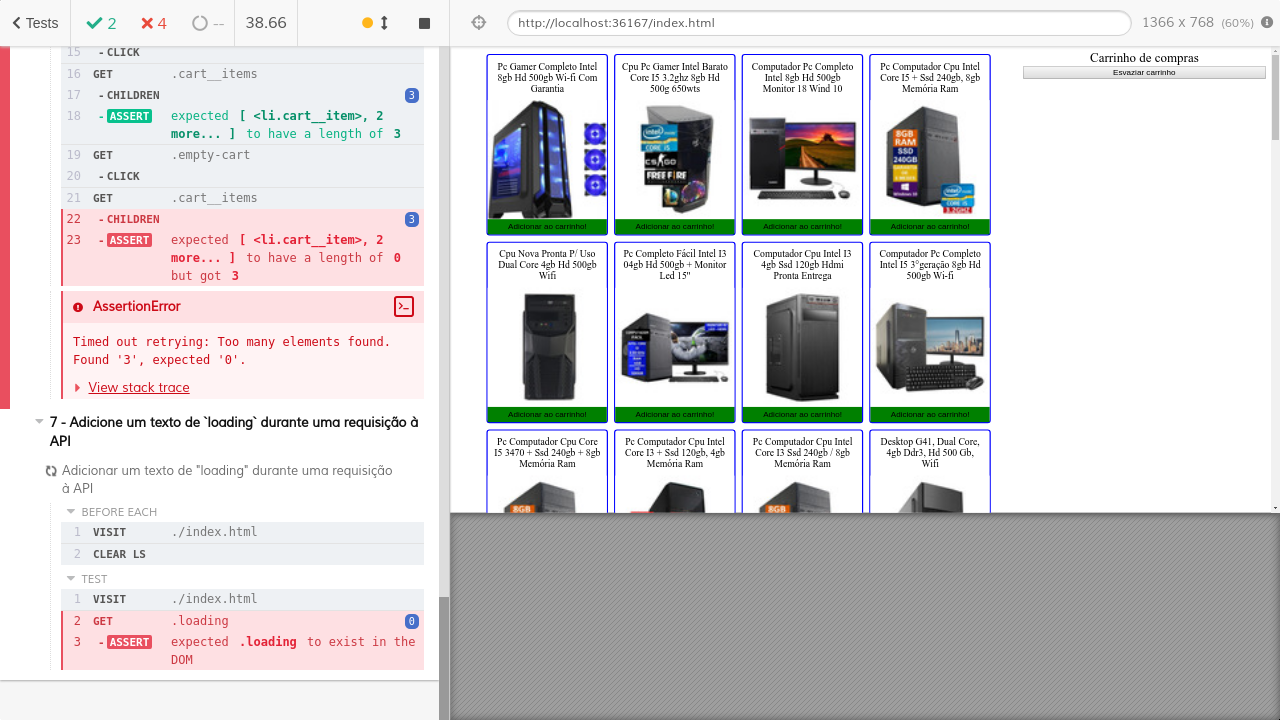 Tests
2
4
--
38.66
http://localhost:36167/index.html
1366 x 768 (60%)
15 - CLICK
16 GET .cart__items
17 - CHILDREN 3
18 - ASSERT expected [ <li.cart__item>, 2
more... ] to have a length of 3
19 GET .empty-cart
20 - CLICK
21 GET .cart__items
22 - CHILDREN 3
23 - ASSERT expected [ <li.cart__item>, 2
more... ] to have a length of 0
but got 3
AssertionError
Timed out retrying: Too many elements found.
Found '3', expected '0'.
View stack trace
7 - Adicione um texto de `loading` durante uma requisição à
API
Adicionar um texto de "loading" durante uma requisição
à API
BEFORE EACH
1 VISIT ./index.html
2 CLEAR LS
TEST
1 VISIT ./index.html
2 GET .loading 0
3 - ASSERT expected .loading to exist in the
DOM
Pc Gamer Completo Intel
8gb Hd 500gb Wi-fi Com
Garantia
Adicionar ao carrinho!
Cpu Pc Gamer Intel Barato
Core I5 3.2ghz 8gb Hd
500g 650wts
Adicionar ao carrinho!
Computador Pc Completo
Intel 8gb Hd 500gb
Monitor 18 Wind 10
Adicionar ao carrinho!
Pc Computador Cpu Intel
Core I5 + Ssd 240gb, 8gb
Memória Ram
8GB
RAM
SSD
240GB
Adicionar ao carrinho!
Cpu Nova Pronta P/ Uso
Dual Core 4gb Hd 500gb
Wifi
Adicionar ao carrinho!
Pc Completo Fácil Intel I3
04gb Hd 500gb + Monitor
Led 15"
Adicionar ao carrinho!
Computador Cpu Intel I3
4gb Ssd 120gb Hdmi
Pronta Entrega
Adicionar ao carrinho!
Computador Pc Completo
Intel I5 3°geração 8gb Hd
500gb Wi-fi
Adicionar ao carrinho!
Pc Computador Cpu Core
I5 3470 + Ssd 240gb + 8gb
Memória Ram
8GB
Pc Computador Cpu Intel
Core I3 + Ssd 120gb, 4gb
Memória Ram
Pc Computador Cpu Intel
Core I3 Ssd 240gb / 8gb
Memória Ram
8GB
Desktop G41, Dual Core,
4gb Ddr3, Hd 500 Gb,
Wifi
Carrinho de compras
Esvaziar carrinho